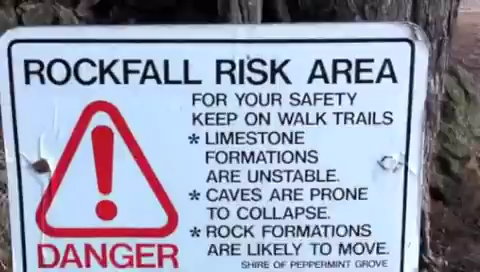 ROCKFALL RISK AREA
FOR YOUR SAFETY
KEEP ON WALK TRAILS
* LIMESTONE
FORMATIONS
ARE UNSTABLE.
* CAVES ARE PRONE
TO COLLAPSE.
* ROCK FORMATIONS
ARE LIKELY TO MOVE.
DANGER
SHIRE OF PEPPERMINT GROVE